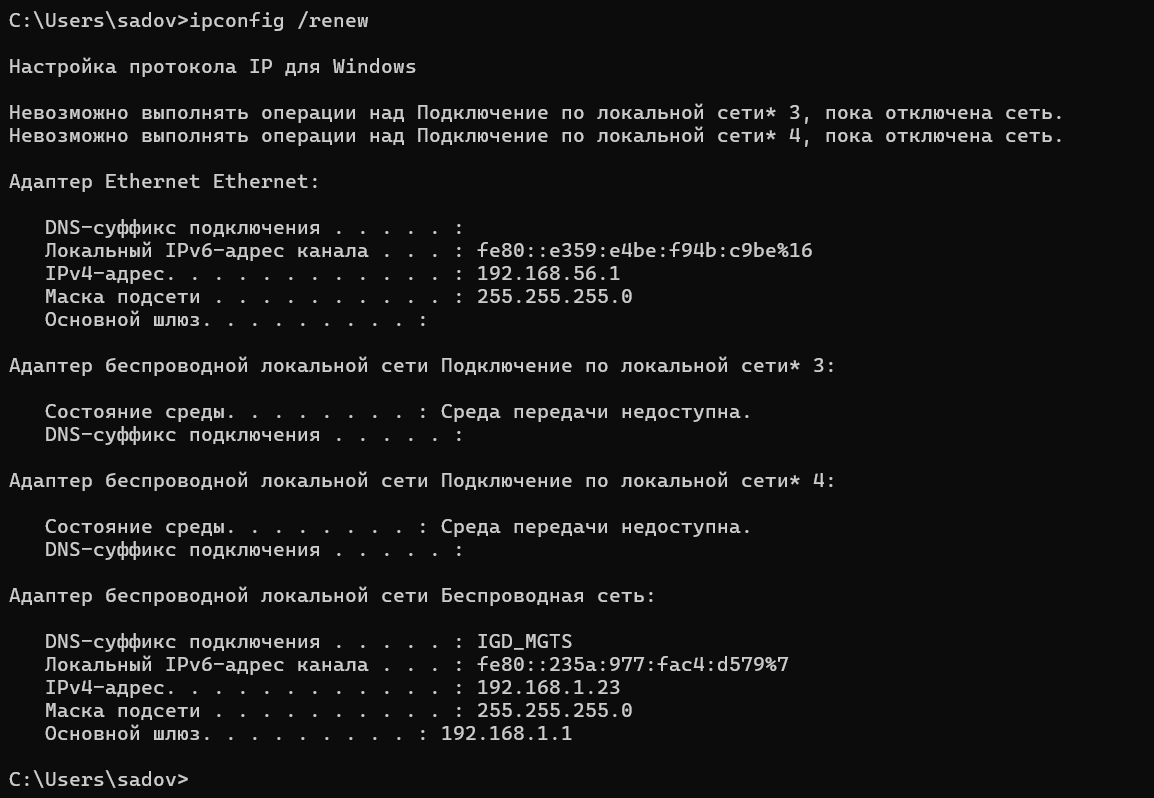 C:\Users\sadov>ipconfig /renew
Настройка протокола IP для Windows
Невозможно выполнять операции над Подключение по локальной сети* 3, пока отключена сеть.
Невозможно выполнять операции над Подключение по локальной сети* 4, пока отключена сеть.
Адаптер Ethernet Ethernet:
DNS-суффикс подключения . . . . . :
Локальный IPv6-адрес канала . . . : fe80::e359:e4be:f94b:c9be%16
IPv4-адрес. . . . . . . . . . . . : 192.168.56.1
Маска подсети . . . . . . . . . . : 255.255.255.0
Основной шлюз. . . . . . . . . :
Адаптер беспроводной локальной сети Подключение по локальной сети* 3:
Состояние среды. . . . . . . . : Среда передачи недоступна.
DNS-суффикс подключения . . . . . :
Адаптер беспроводной локальной сети Подключение по локальной сети* 4:
Состояние среды. . . . . . . . : Среда передачи недоступна.
DNS-суффикс подключения . . . . . :
Адаптер беспроводной локальной сети Беспроводная сеть:
DNS-суффикс подключения . . . . . : IGD_MGTS
Локальный IPv6-адрес канала . . . : fe80::235a:977:fac4:d579%7
IPv4-адрес. . . . . . . . . . . . : 192.168.1.23
Маска подсети . . . . . . . . . . : 255.255.255.0
Основной шлюз. . . . . . . . . : 192.168.1.1
C:\Users\sadov>